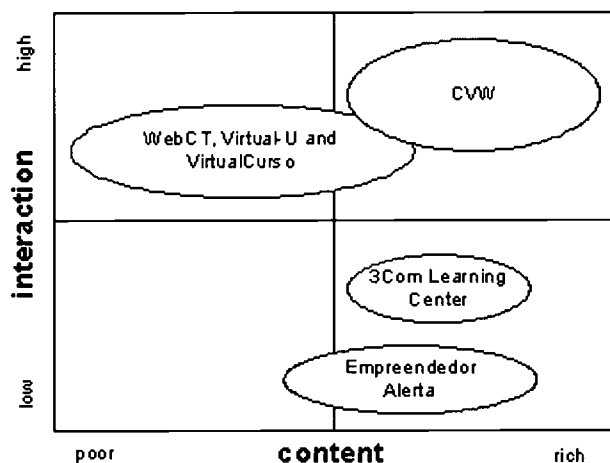 high
CVW
WebCT, Virtual-U and
VirtualCurso
interaction
3Com Learning
Center
Empreendedor
Alerta
low
poor
content
rich